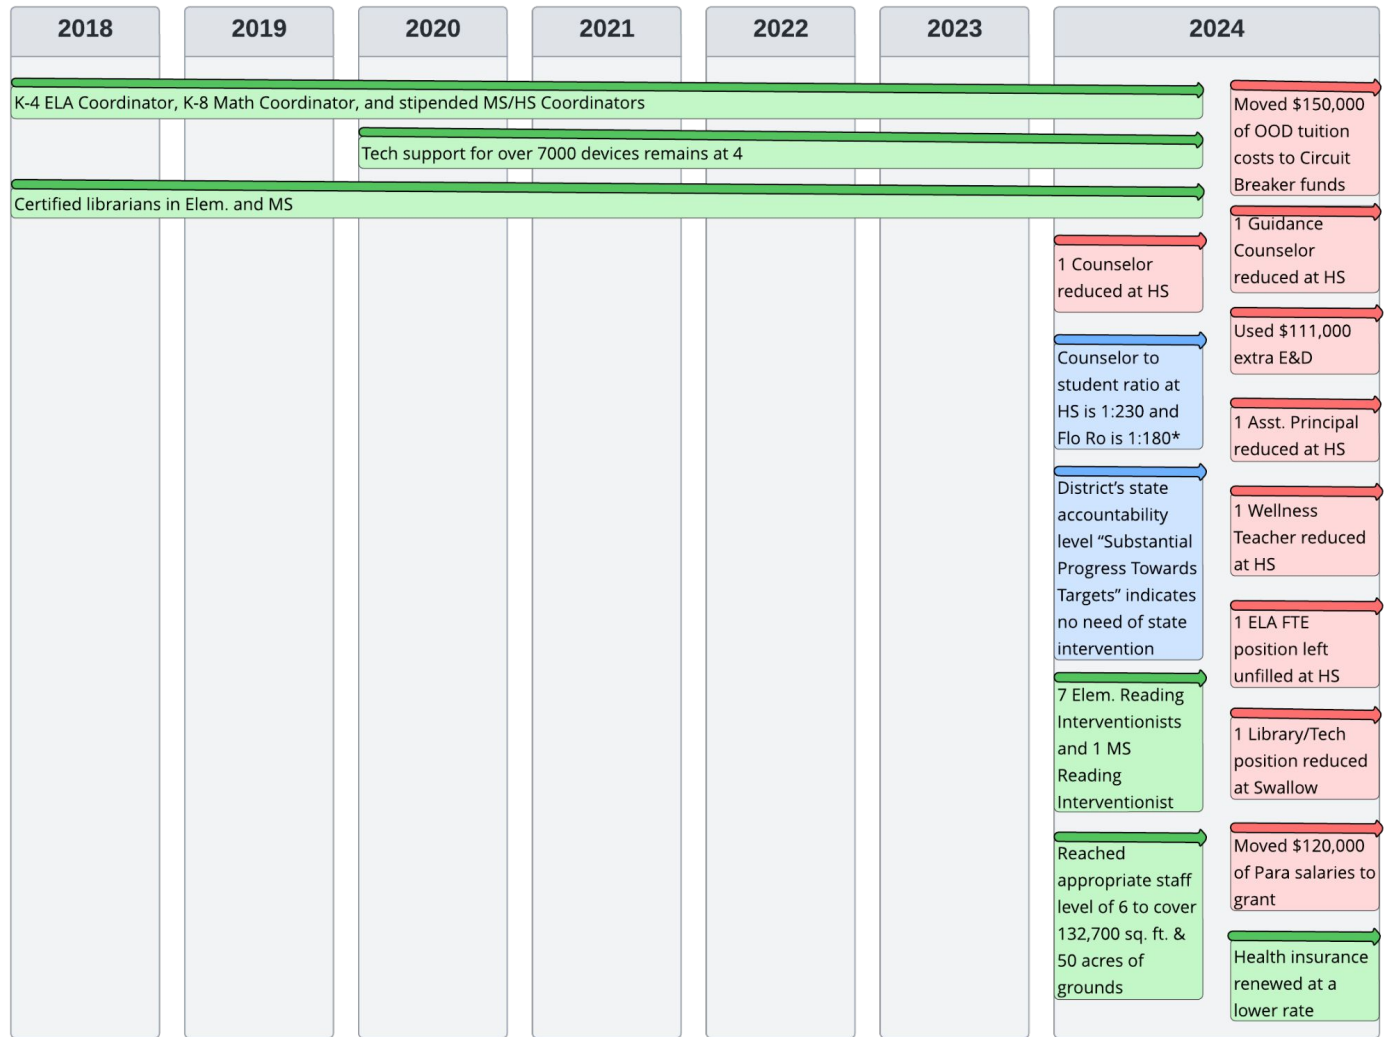 2018
2019
2020
2021
2022
2023
2024
K-4 ELA Coordinator, K-8 Math Coordinator, and stipended MS/HS Coordinators
Tech support for over 7000 devices remains at 4
Certified librarians in Elem. and MS
1 Counselor
reduced at HS
Counselor to
student ratio at
HS is 1:230 and
Flo Ro is 1:180*
District’s state
accountability
level “Substantial
Progress Towards
Targets” indicates
no need of state
intervention
7 Elem. Reading
Interventionists
and 1 MS
Reading
Interventionist
Reached
appropriate staff
level of 6 to cover
132,700 sq. ft. &
50 acres of
grounds
Moved $150,000
of OOD tuition
costs to Circuit
Breaker funds
1 Guidance
Counselor
reduced at HS
Used $111,000
extra E&D
1 Asst. Principal
reduced at HS
1 Wellness
Teacher reduced
at HS
1 ELA FTE
position left
unfilled at HS
1 Library/Tech
position reduced
at Swallow
Moved $120,000
of Para salaries to
grant
Health insurance
renewed at a
lower rate